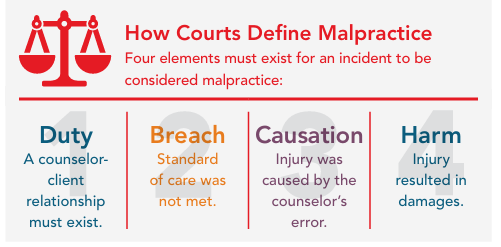 How Courts Define Malpractice
Four elements must exist for an incident to be
considered malpractice:
1
Duty
A counselor-
client
relationship
must exist.
2
Breach
Standard
of care was
not met.
3
Causation
Injury was
caused by the
counselor's
error.
4
Harm
Injury
resulted in
damages.